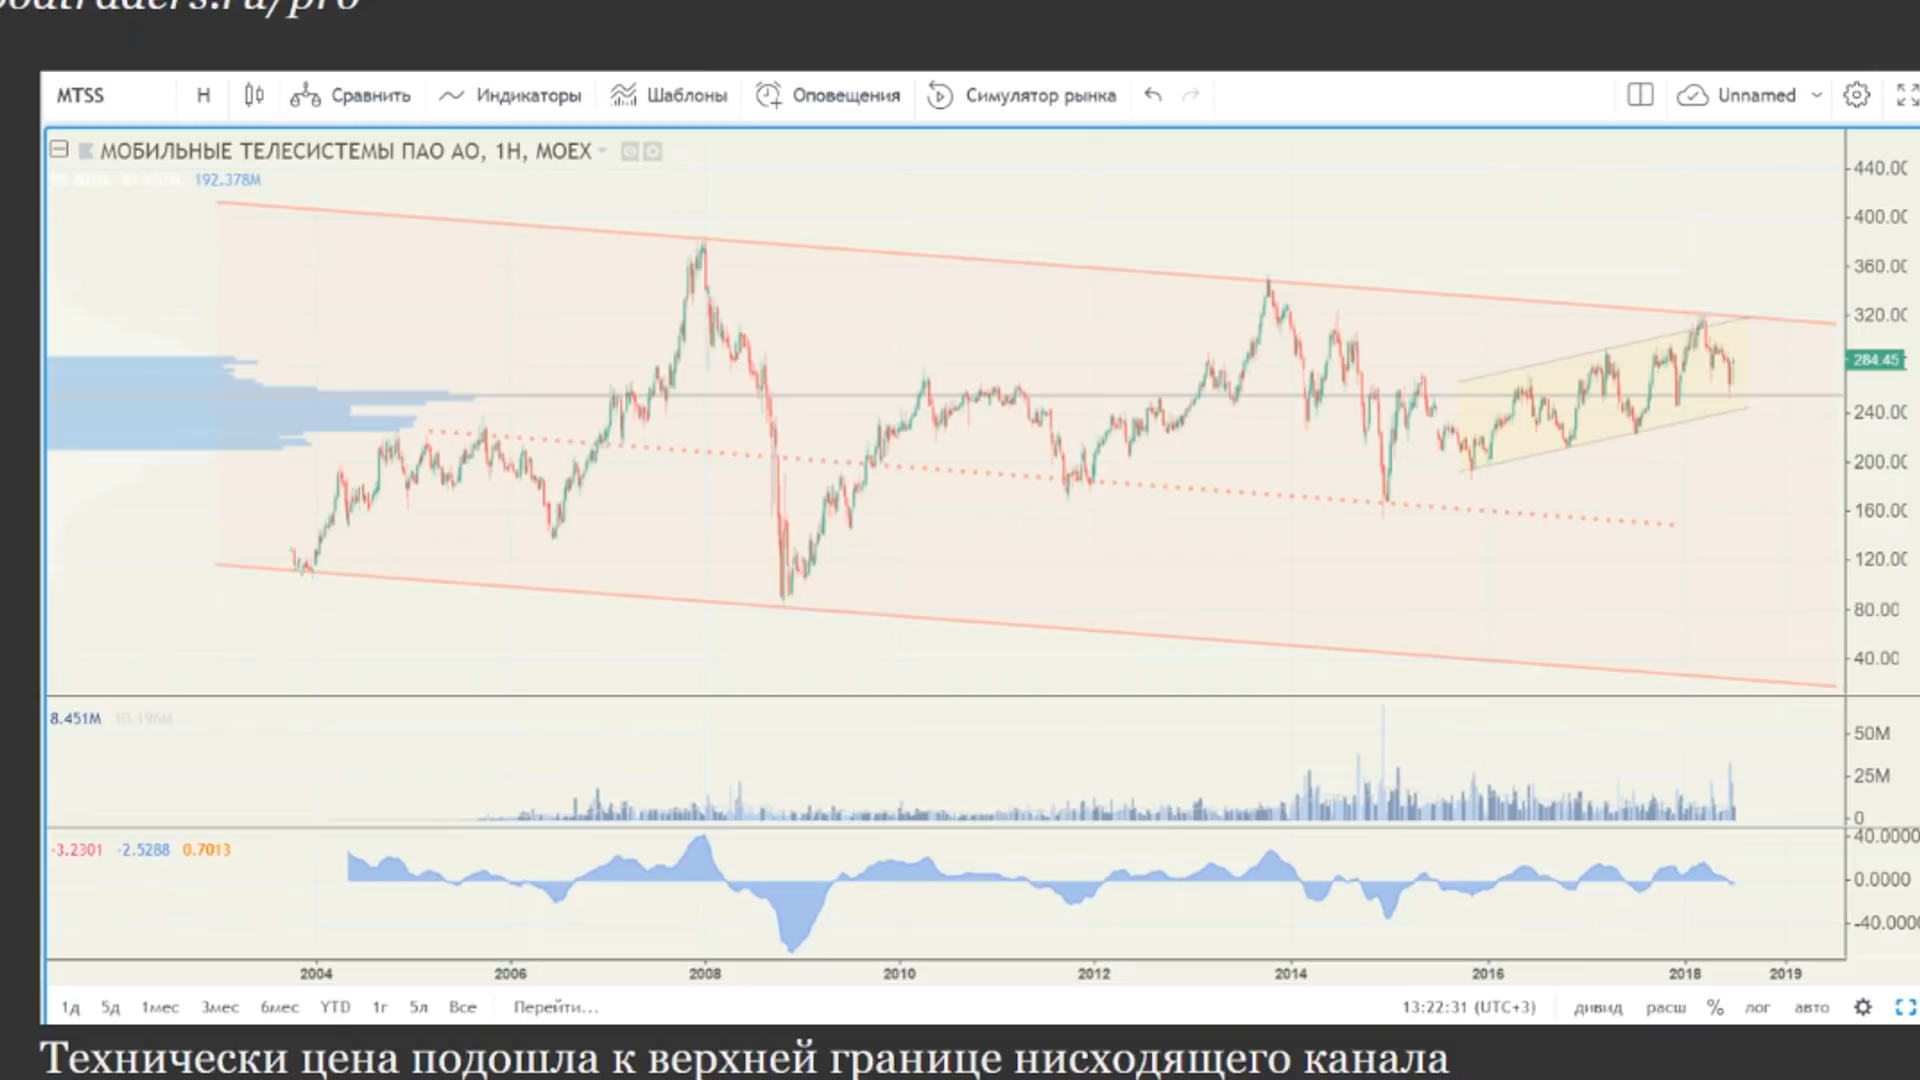 MTSS
Н
Сравнить
Индикаторы
Шаблоны
Оповещения
Симулятор рынка
Unnamed
МОБИЛЬНЫЕ ТЕЛЕСИСТЕМЫ ПАО АО, 1Н, MOEX
192.378M
440.00
400.00
360.00
320.00
284.45
240.00
200.00
160.00
120.00
80.00
40.00
8.451M 10.196M
50M
25M
0
-3.2301 -2.5288 0.7013
40.0000
0.0000
-40.0000
2004 2006 2008 2010 2012 2014 2016 2018 2019
1д 5д 1мес 3мес 6мес YTD 1г 5л Все Перейти... 13:22:31 (UTC+3) дивид расш % лог авто
Технически цена подошла к верхней границе нисходящего канала